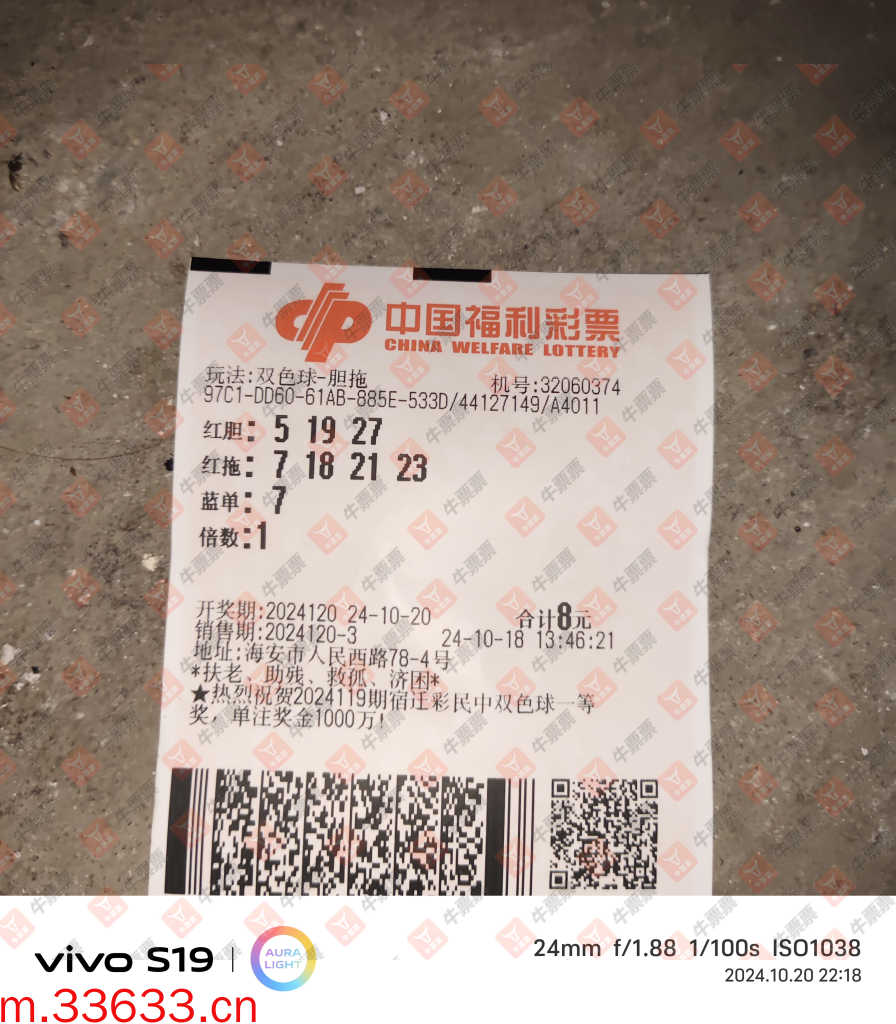 中国福利彩票
CHINA WELFARE LOTTERY
玩法:双色球-胆拖 机号:32060374
97C1-DD60-61AB-885E-533D/44127149/A4011
红胆: 5 19 27
红拖: 7 18 21 23
蓝单: 7
倍数:1
开奖期:2024120 24-10-20 合计8元
销售期:2024120-3 24-10-18 13:46:21
地址:海安市人民西路78-4号
*扶老、助残、救孤、济困*
★热烈祝贺2024119期宿迁彩民中双色球一等
奖，单注奖金1000万!
牛票票
vivo S19 | AURA LIGHT
24mm f/1.88 1/100s ISO1038
2024.10.20 22:18
m.33633.cn